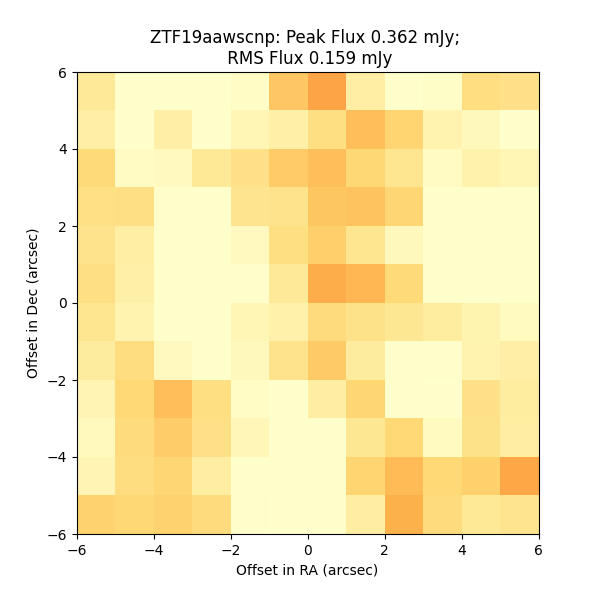 ZTF19aawscnp: Peak Flux 0.362 mJy;
RMS Flux 0.159 mJy
6
4
2
0
−2
−4
−6
Offset in Dec (arcsec)
−6 −4 −2 0 2 4 6
Offset in RA (arcsec)